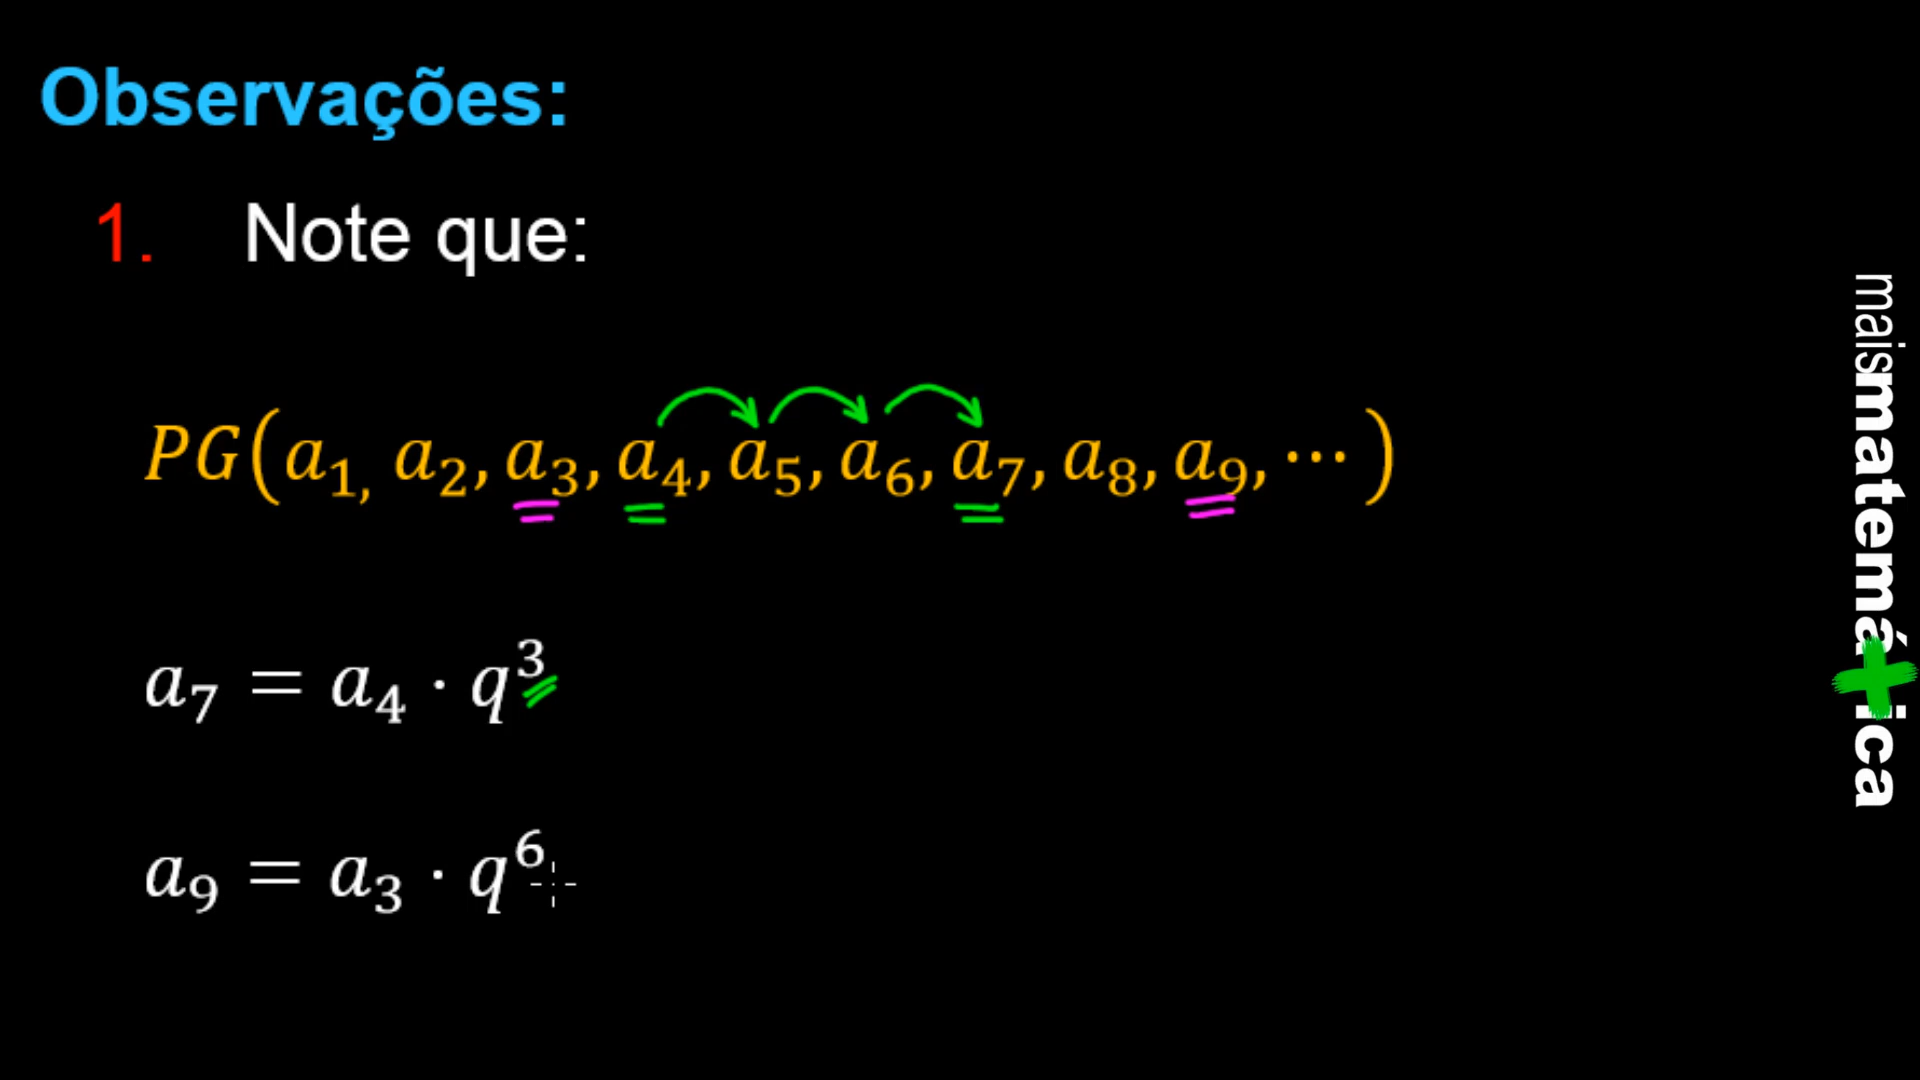 Observações:
1. Note que:
PG(a₁, a₂, a₃, a₄, a₅, a₆, a₇, a₈, a₉, ⋯)
a₇ = a₄ · q³
a₉ = a₃ · q⁶
maismatemática